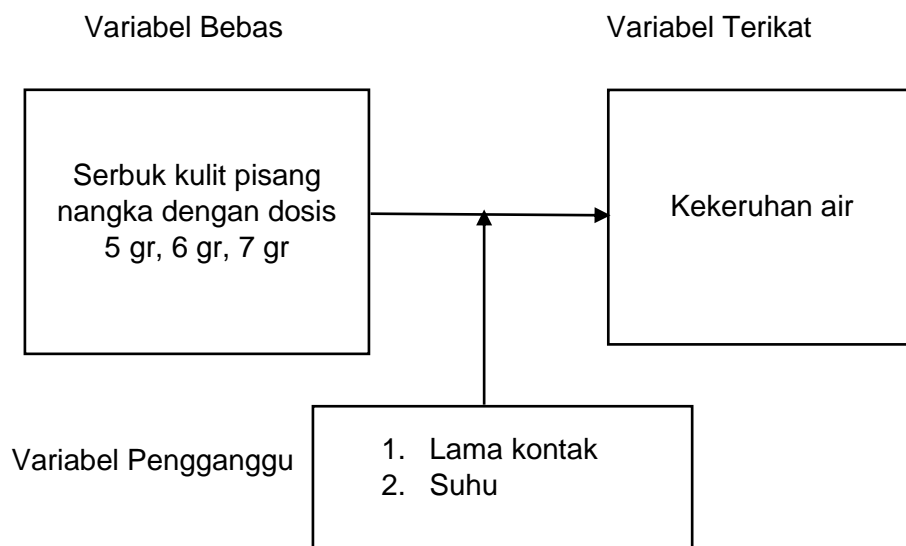 Variabel Bebas
Variabel Terikat
Serbuk kulit pisang
nangka dengan dosis
5 gr, 6 gr, 7 gr
Kekeruhan air
Variabel Pengganggu
1. Lama kontak
2. Suhu